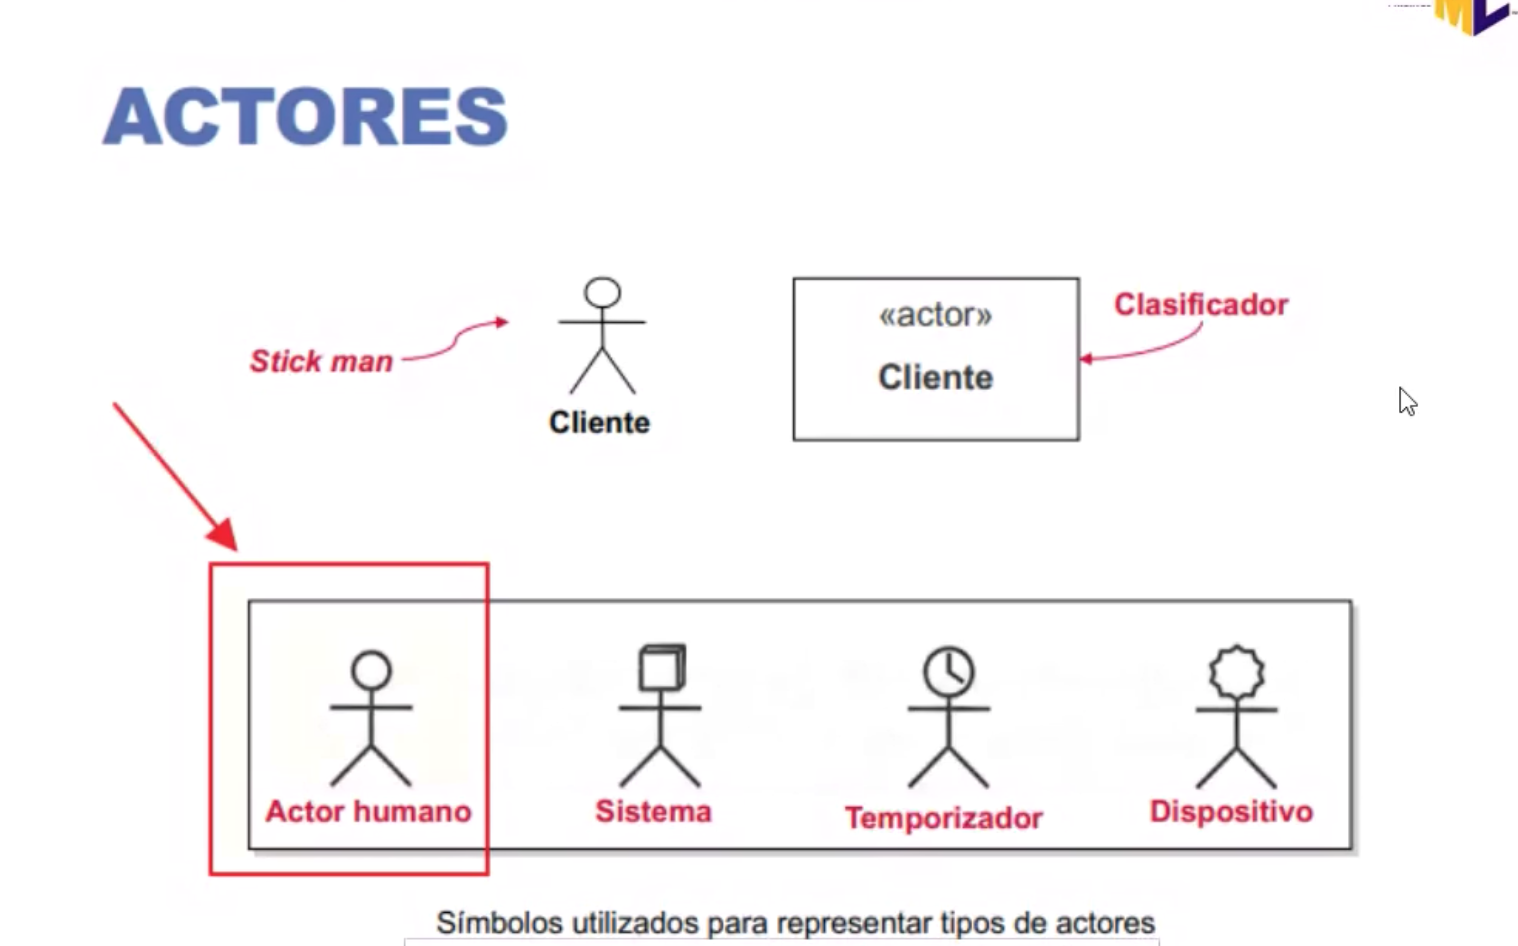 ACTORES
Stick man
Cliente
«actor»
Cliente
Clasificador
Actor humano
Sistema
Temporizador
Dispositivo
Símbolos utilizados para representar tipos de actores